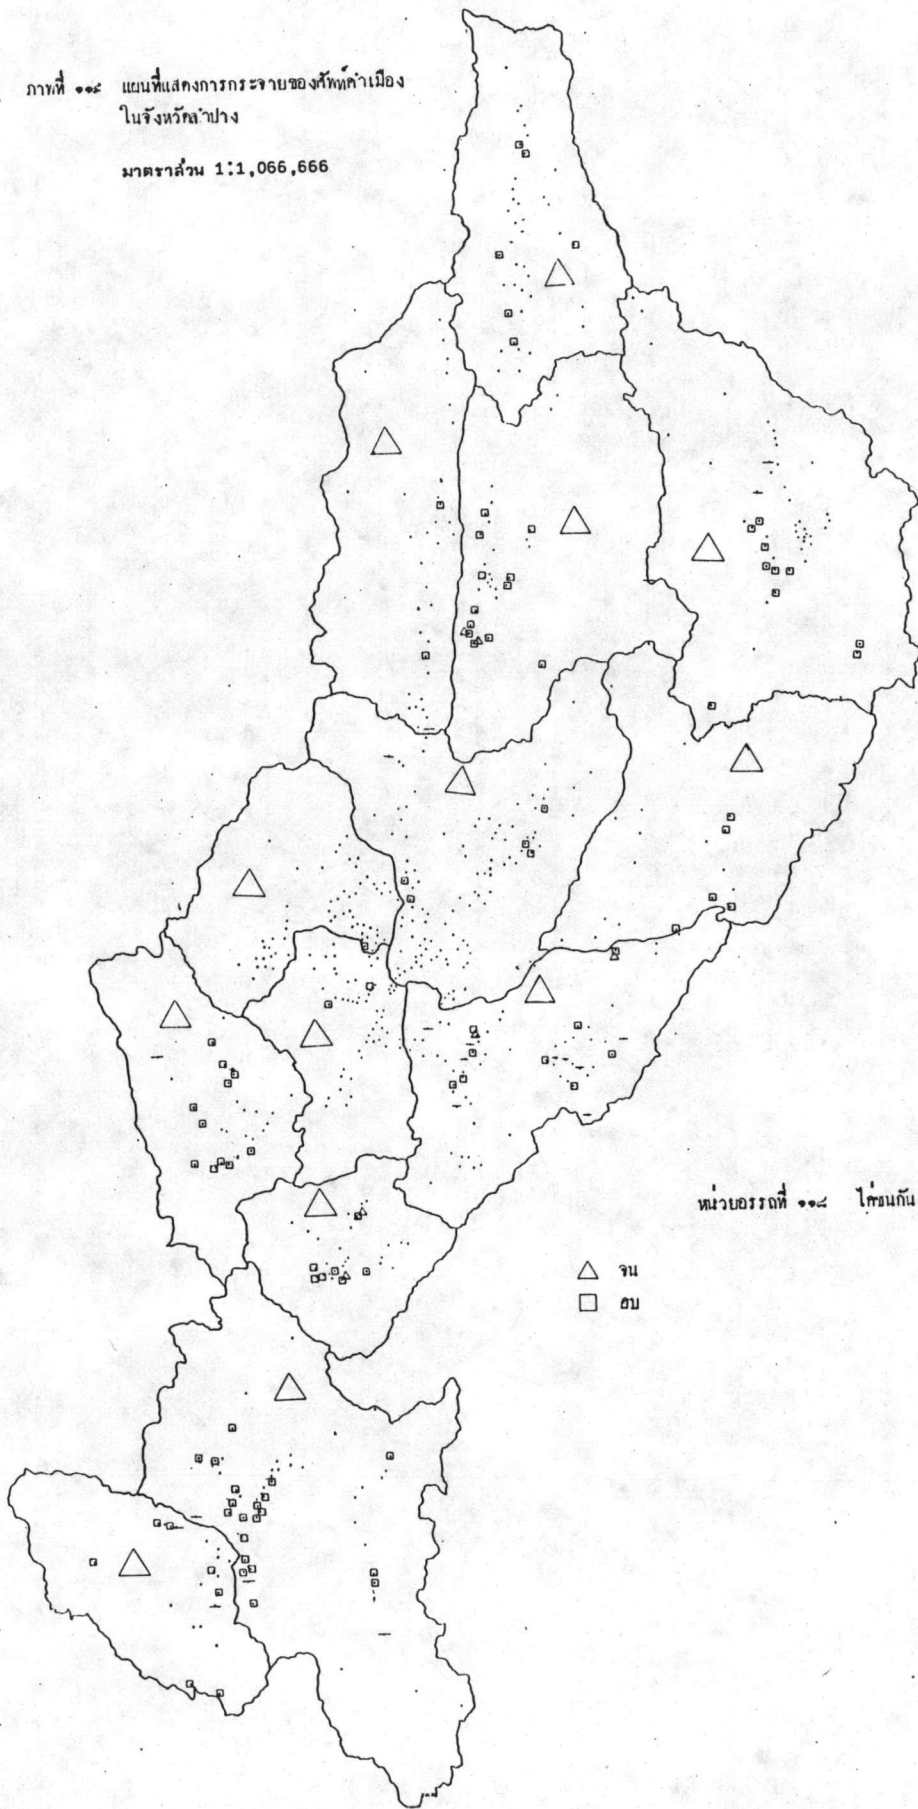 ภาพที่ ๑๑๙ แผนที่แสดงการกระจายของศัพท์คำเมือง
ในจังหวัดลำปาง
มาตราส่วน 1:1,066,666
หน่วยอรรถที่ ๑๑๘ ไก่ชนกัน
จน
ฮบ